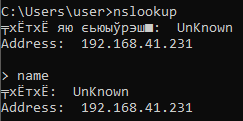 C:\Users\user>nslookup
╤хЁтхЁ яю єьюыўрэш■:  UnKnown
Address:  192.168.41.231
> name
╤хЁтхЁ:  UnKnown
Address:  192.168.41.231